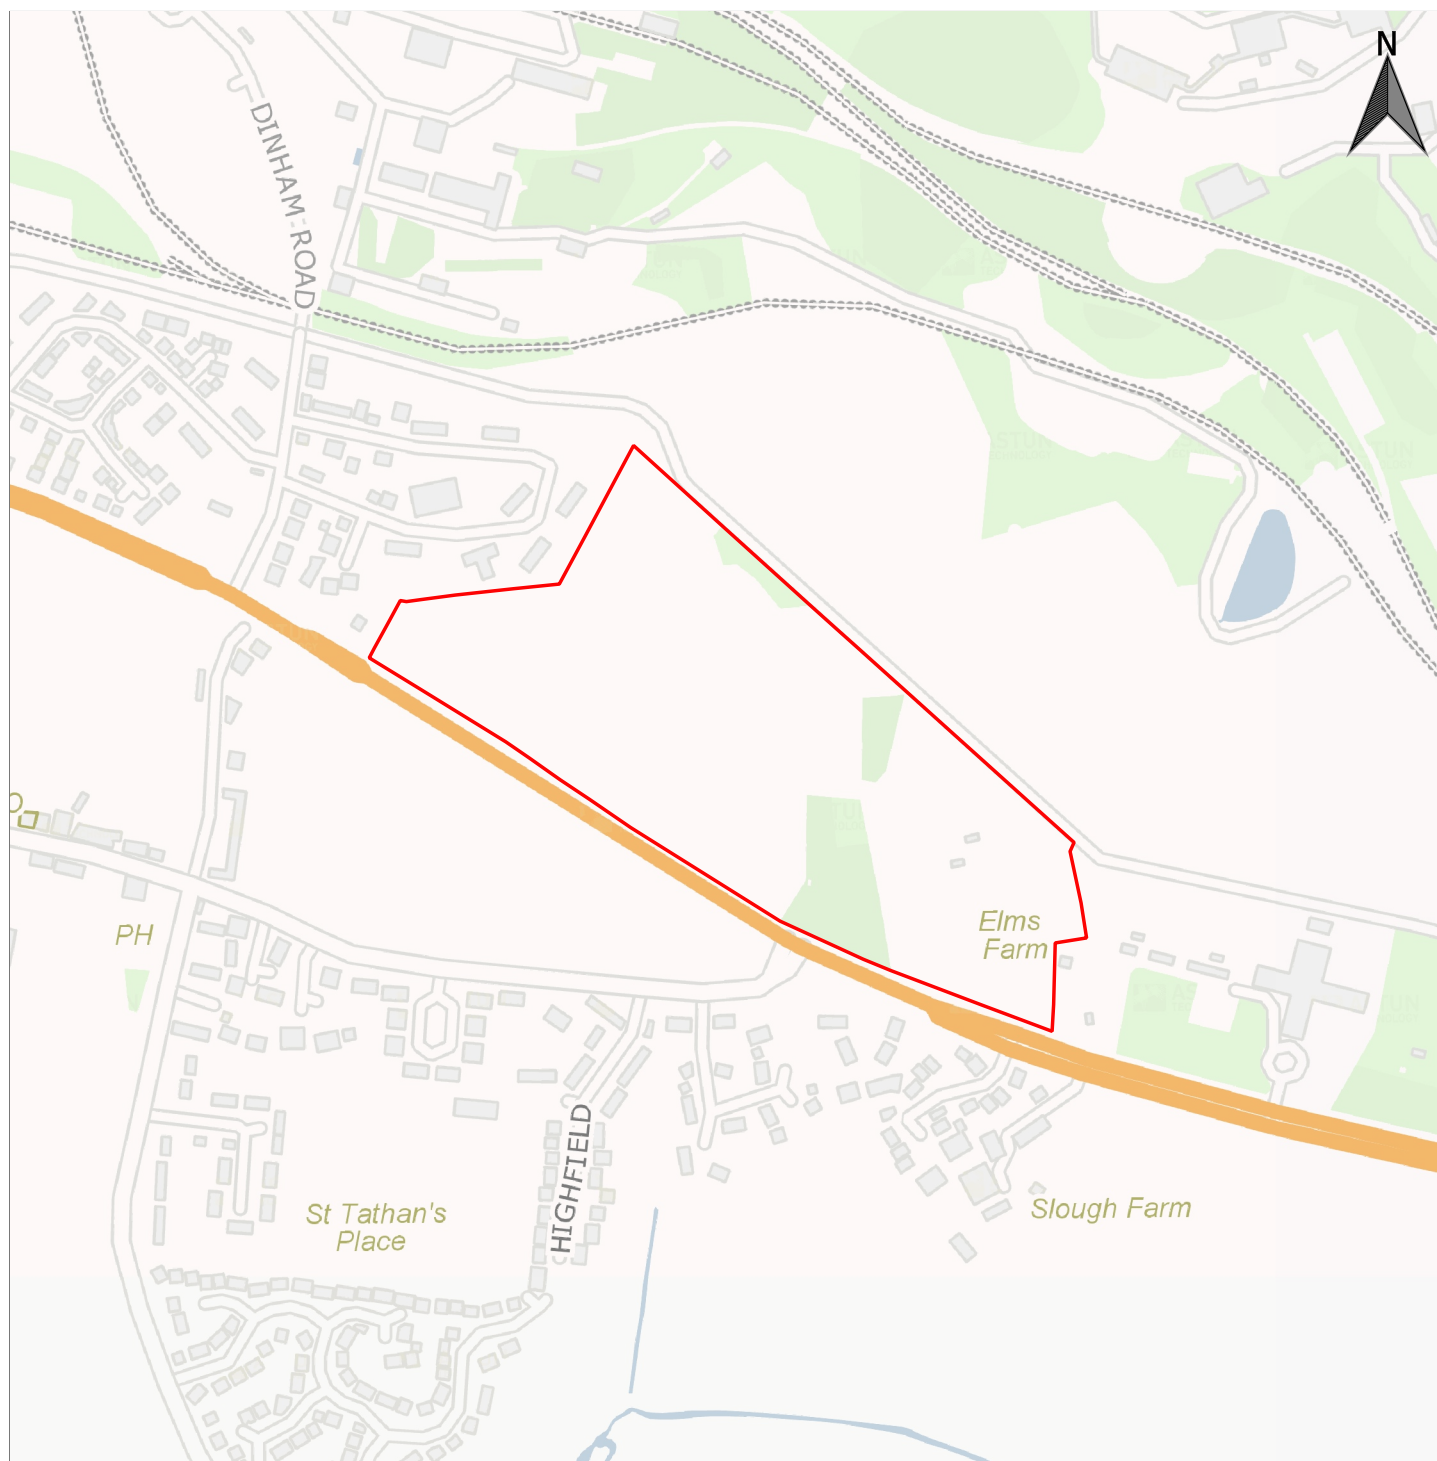 N
DINHAM ROAD
Elms
Farm
PH
HIGHFIELD
St Tathan's
Place
Slough Farm